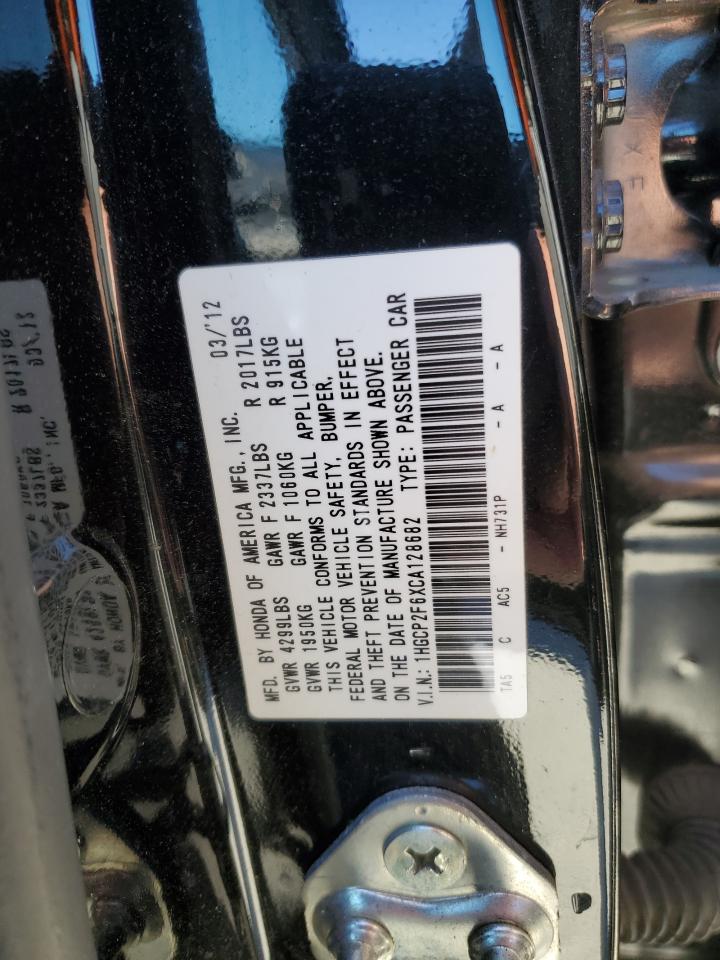 MFD. BY HONDA OF AMERICA MFG., INC. 03/'12
GVWR 4299LBS GAWR F 2337LBS R 2017LBS
GVWR 1950KG GAWR F 1060KG R 915KG
THIS VEHICLE CONFORMS TO ALL APPLICABLE
FEDERAL MOTOR VEHICLE SAFETY, BUMPER,
AND THEFT PREVENTION STANDARDS IN EFFECT
ON THE DATE OF MANUFACTURE SHOWN ABOVE.
V.I.N.: 1HGCP2F6XCA128682 TYPE: PASSENGER CAR
TA5 C AC5 - NH731P - A - A